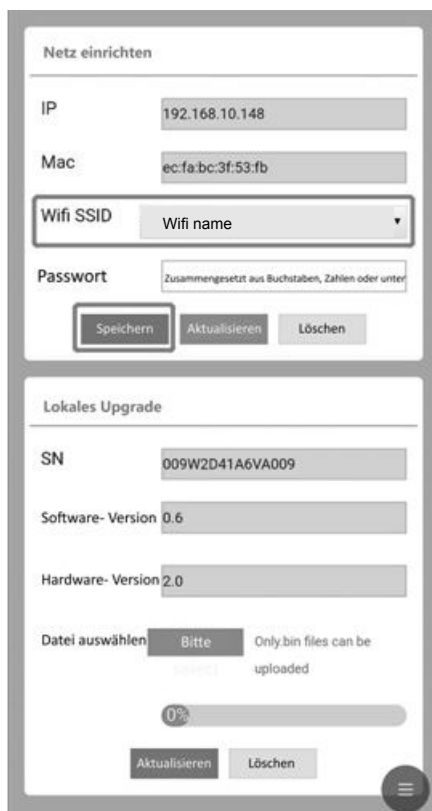 Netz einrichten
IP 192.168.10.148
Mac ec:fa:bc:3f:53:fb
Wifi SSID Wifi name
Passwort Zusammengesetzt aus Buchstaben, Zahlen oder unter
Speichern Aktualisieren Löschen
Lokales Upgrade
SN 009W2D41A6VA009
Software- Version 0.6
Hardware- Version 2.0
Datei auswählen Bitte Only.bin files can be
uploaded
0%
Aktualisieren Löschen